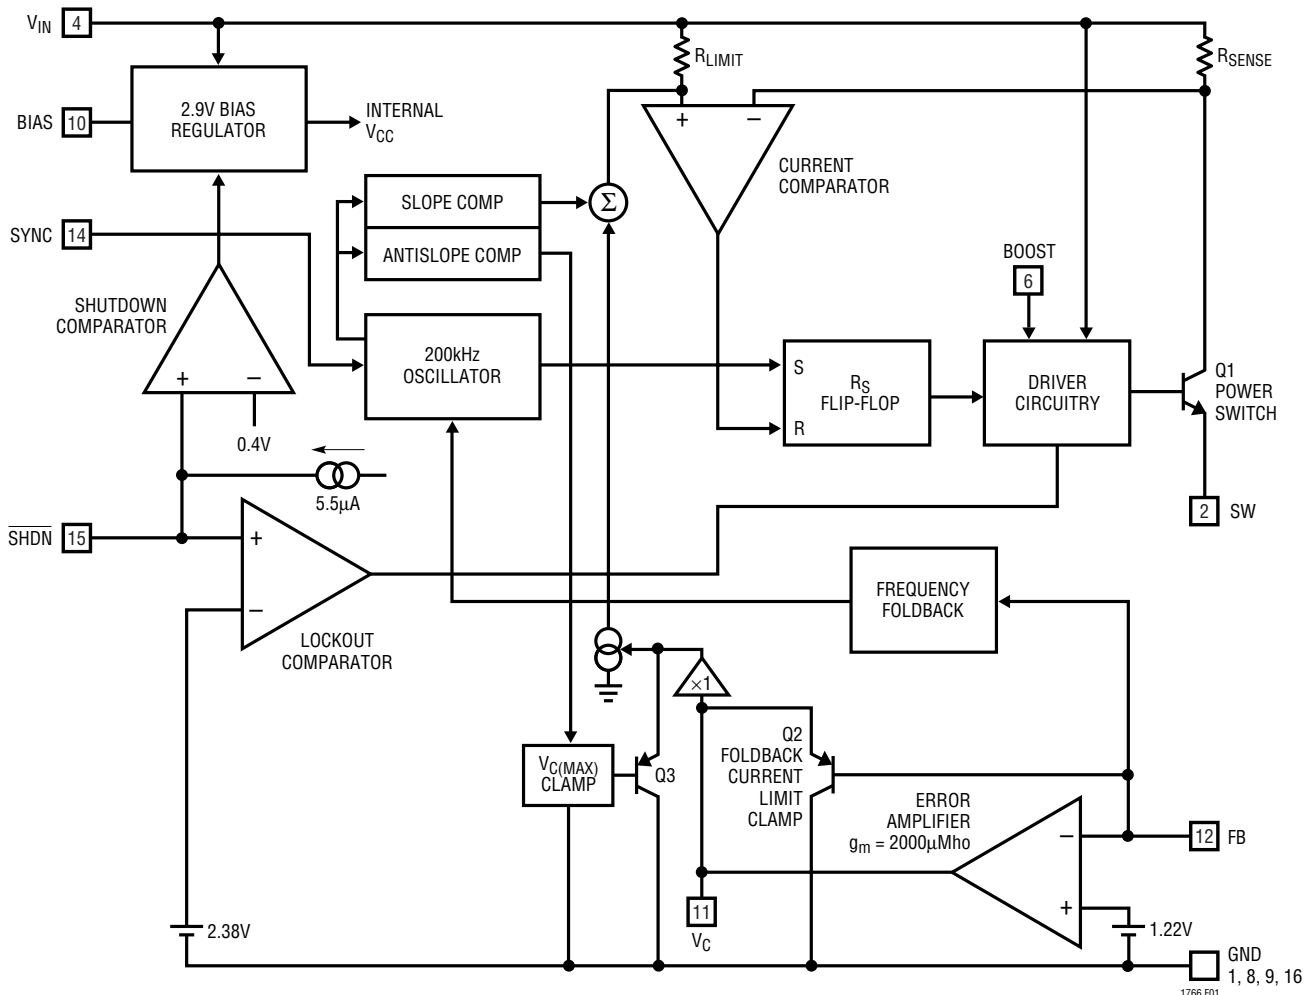 VIN 4
RLIMIT
RSENSE
BIAS 10
2.9V BIAS
REGULATOR
INTERNAL
VCC
+
−
CURRENT
COMPARATOR
SLOPE COMP
Σ
ANTISLOPE COMP
SYNC 14
BOOST
6
SHUTDOWN
COMPARATOR
+
−
0.4V
200kHz
OSCILLATOR
S
R
RS
FLIP-FLOP
DRIVER
CIRCUITRY
Q1
POWER
SWITCH
5.5µA
2 SW
SHDN 15
+
−
LOCKOUT
COMPARATOR
FREQUENCY
FOLDBACK
×1
VC(MAX)
CLAMP
Q3
Q2
FOLDBACK
CURRENT
LIMIT
CLAMP
ERROR
AMPLIFIER
gm = 2000µMho
−
+
12 FB
11
VC
2.38V
1.22V
GND
1, 8, 9, 16
1766 F01